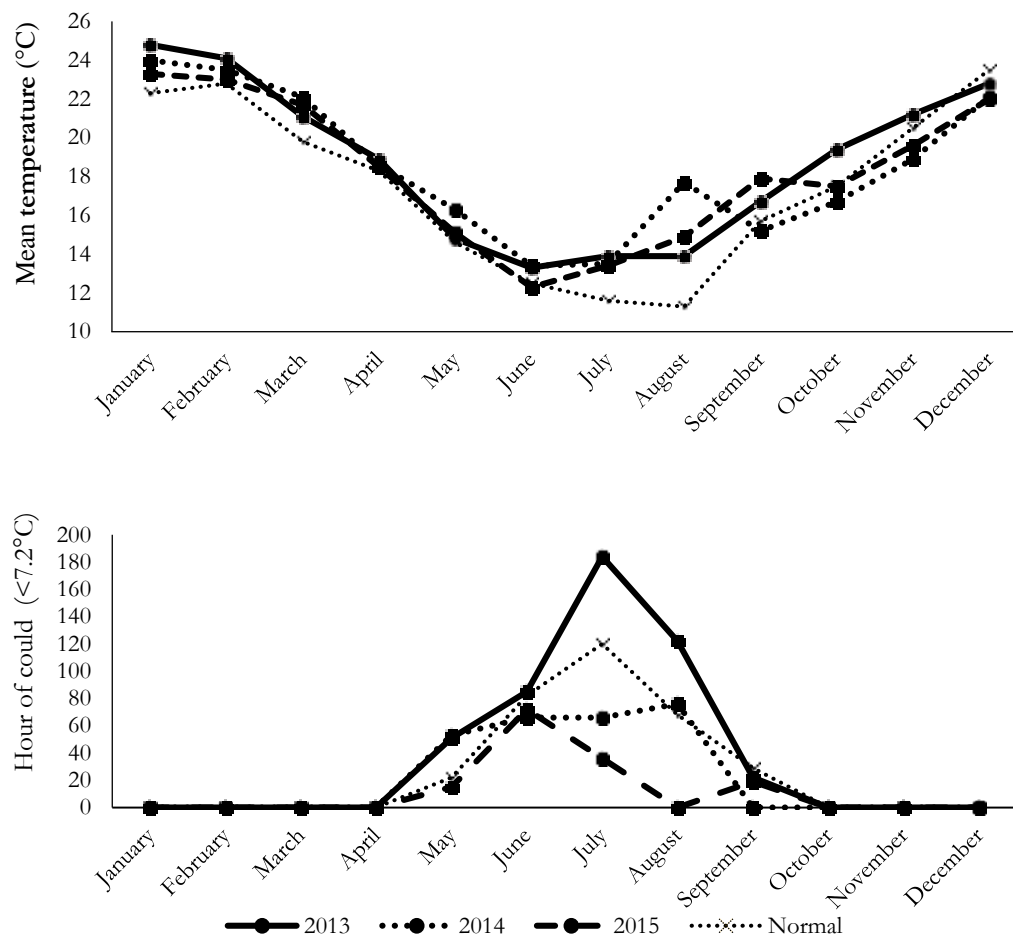 Mean temperature (°C)
26
24
22
20
18
16
14
12
10
January
February
March
April
May
June
July
August
September
October
November
December
Hour of could (<7.2°C)
200
180
160
140
120
100
80
60
40
20
0
January
February
March
April
May
June
July
August
September
October
November
December
2013 2014 2015 Normal